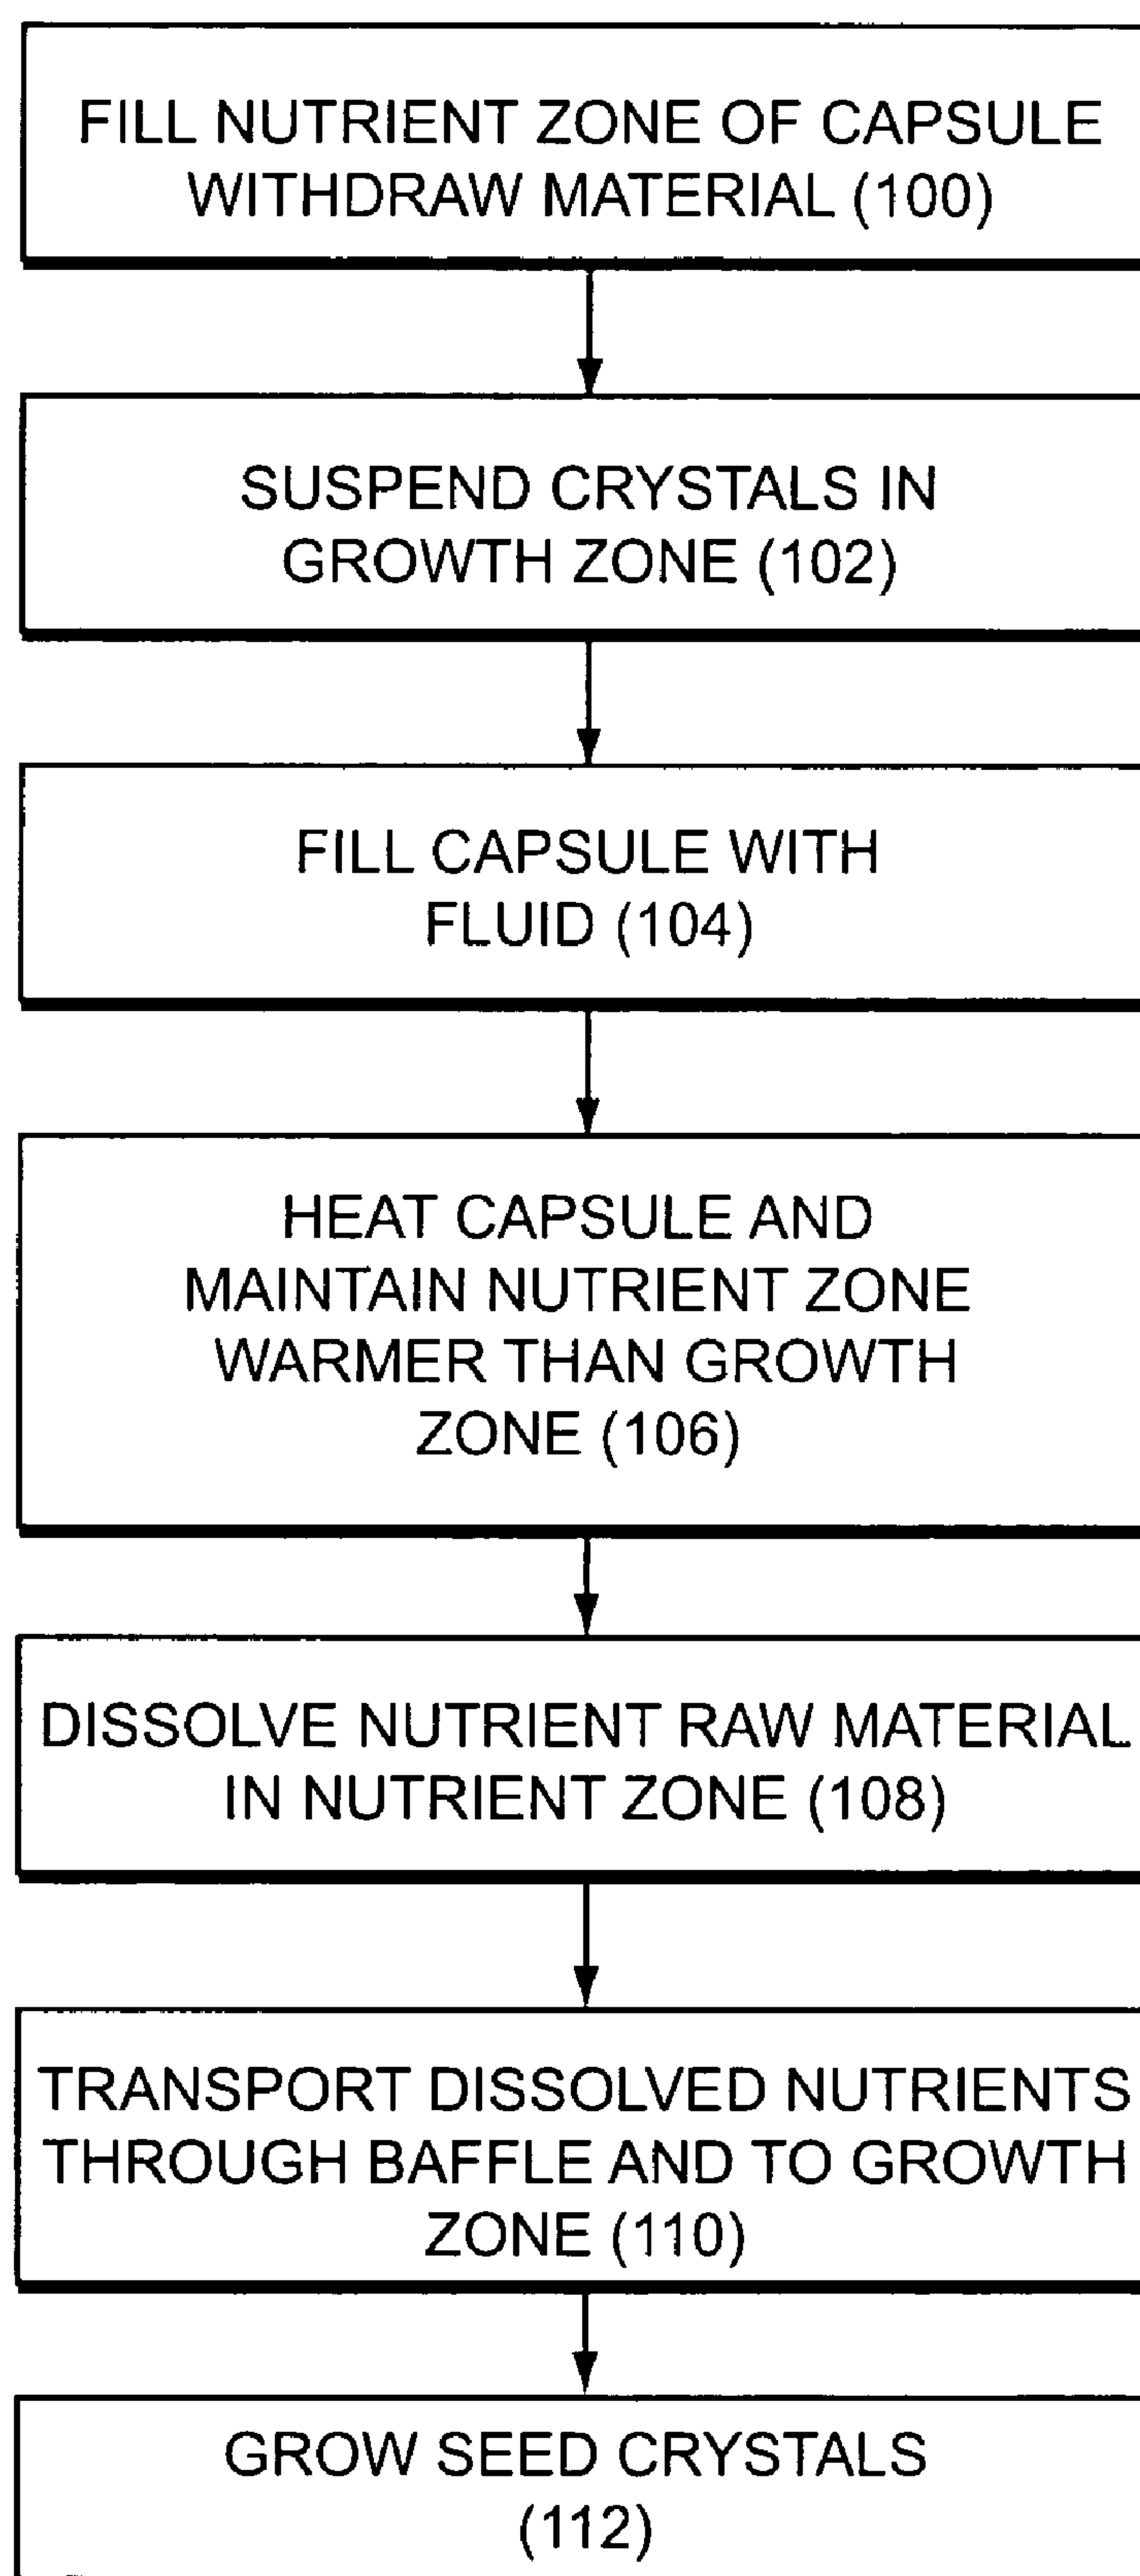 FILL NUTRIENT ZONE OF CAPSULE
WITHDRAW MATERIAL (100)
SUSPEND CRYSTALS IN
GROWTH ZONE (102)
FILL CAPSULE WITH
FLUID (104)
HEAT CAPSULE AND
MAINTAIN NUTRIENT ZONE
WARMER THAN GROWTH
ZONE (106)
DISSOLVE NUTRIENT RAW MATERIAL
IN NUTRIENT ZONE (108)
TRANSPORT DISSOLVED NUTRIENTS
THROUGH BAFFLE AND TO GROWTH
ZONE (110)
GROW SEED CRYSTALS
(112)